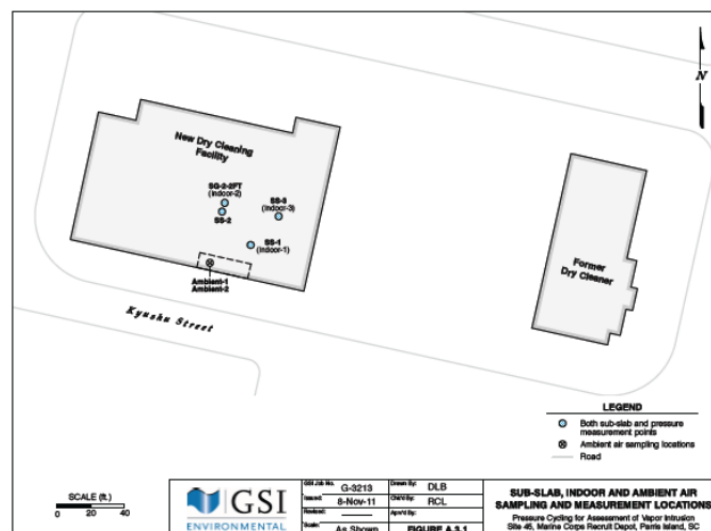 N
New Dry Cleaning
Facility
SG-2-2FT
(Indoor-2)
SS-3
(Indoor-3)
SS-2
SS-1
(Indoor-1)
Ambient-1
Ambient-2
Former
Dry Cleaner
Kyushu Street
LEGEND
Both sub-slab and pressure
measurement points
Ambient air sampling locations
Road
SCALE (ft.)
0 20 40
GSI
ENVIRONMENTAL
GSI Job No. G-3213 Drawn By: DLB
Issued: 8-Nov-11 Chk'd By: RCL
Revised: Aprv'd By:
Scale: As Shown FIGURE A.3.1
SUB-SLAB, INDOOR AND AMBIENT AIR
SAMPLING AND MEASUREMENT LOCATIONS
Pressure Cycling for Assessment of Vapor Intrusion
Site 45, Marine Corps Recruit Depot, Parris Island, SC